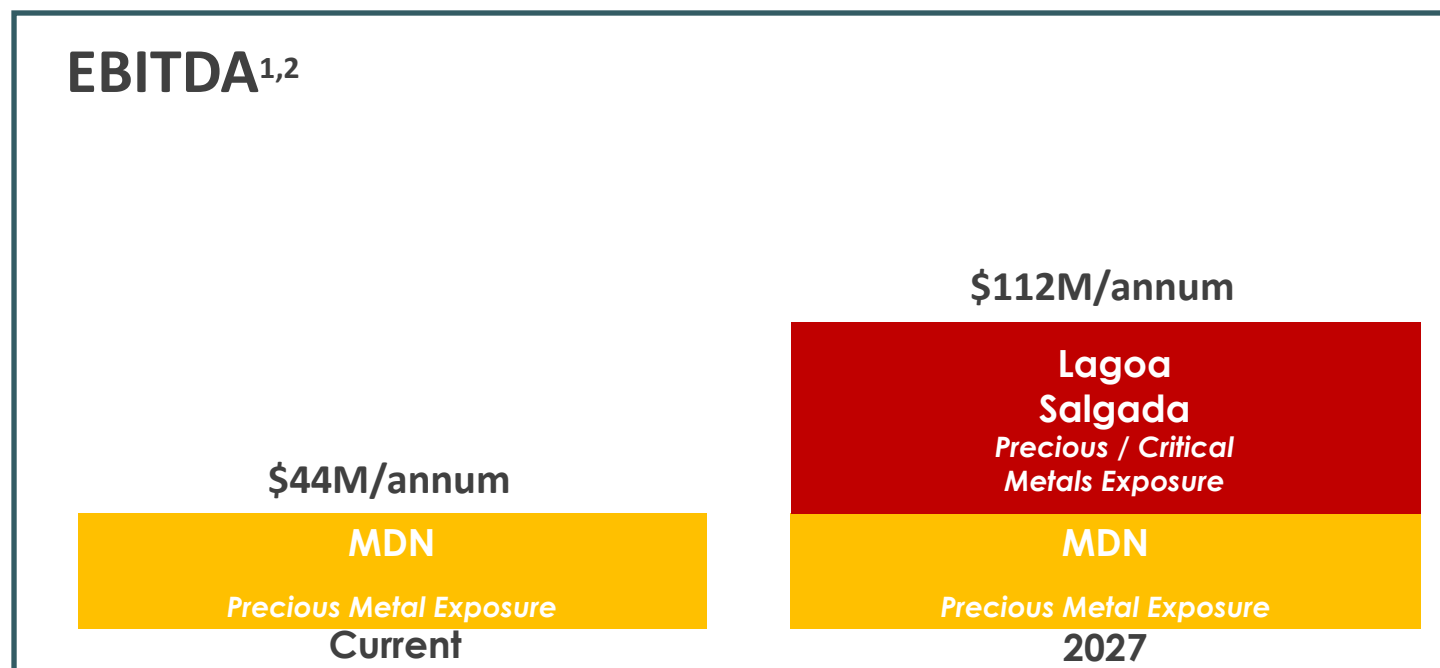 EBITDA1,2
$112M/annum
Lagoa
Salgada
Precious / Critical
Metals Exposure
$44M/annum
MDN
Precious Metal Exposure
Current
MDN
Precious Metal Exposure
2027